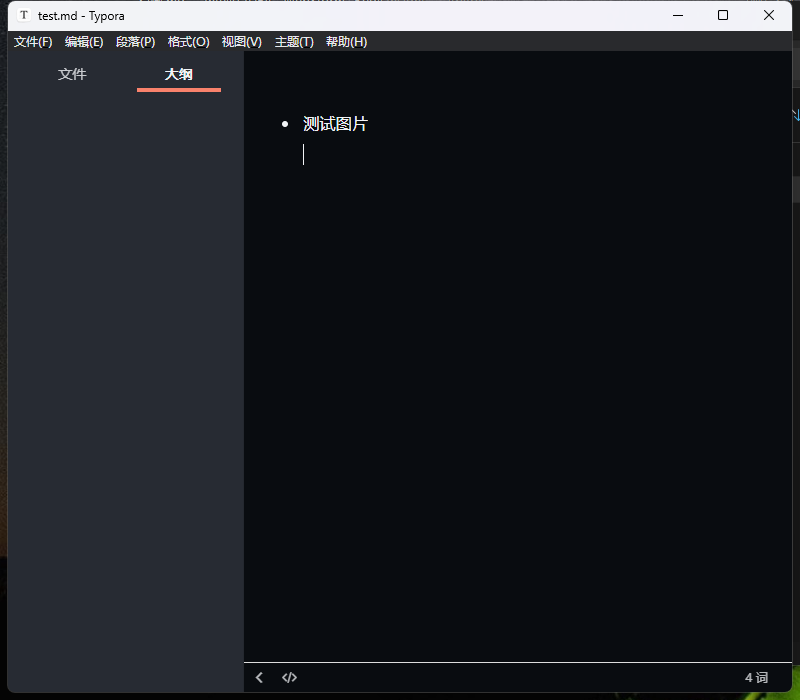 T test.md - Typora
文件(F) 编辑(E) 段落(P) 格式(O) 视图(V) 主题(T) 帮助(H)
文件 大纲
• 测试图片
</> 4 词